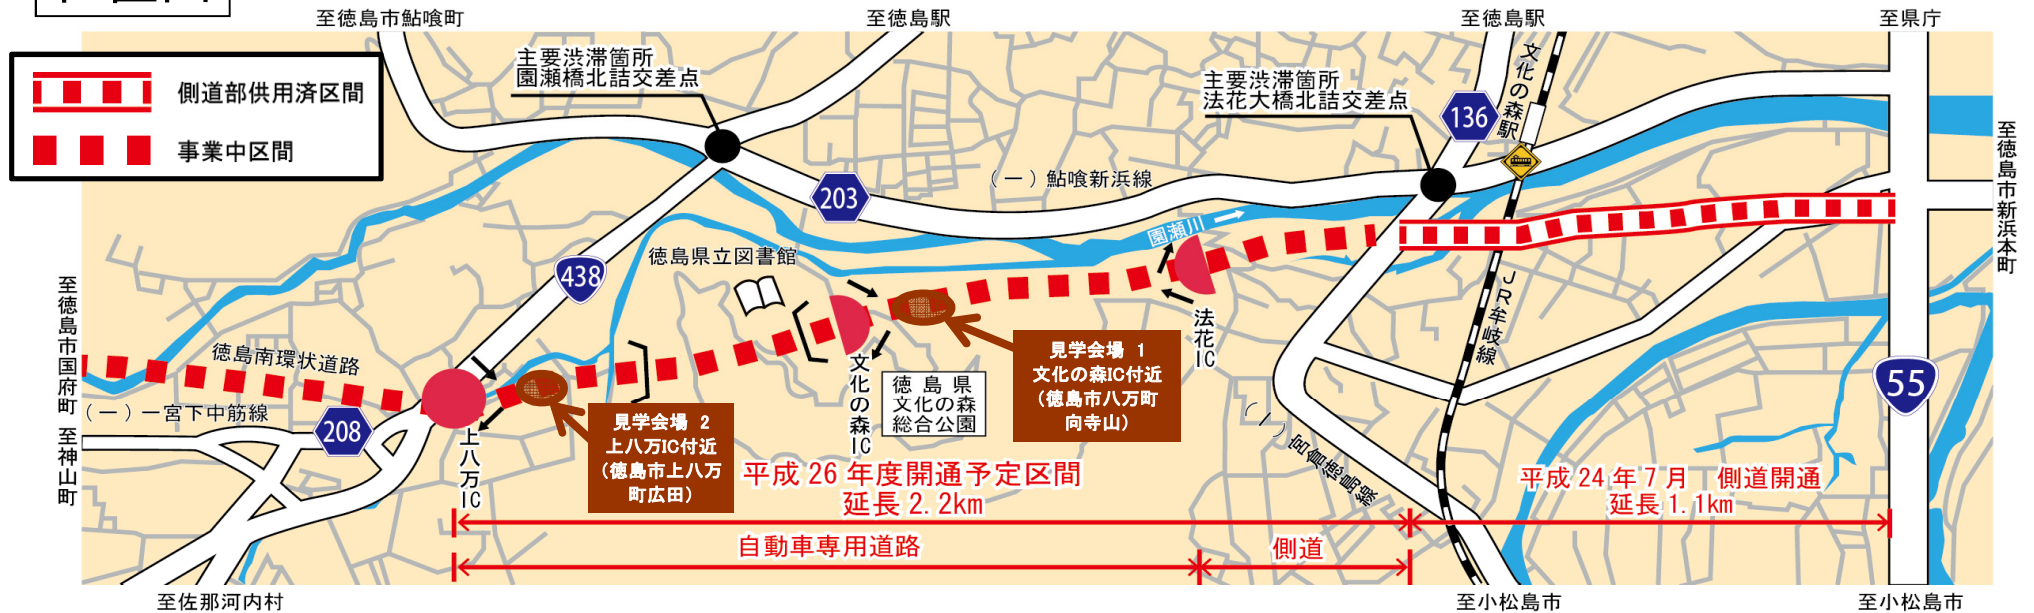 至徳島市鮎喰町
至徳島駅
至徳島駅
至県庁
側道部供用済区間
事業中区間
主要渋滞箇所
園瀬橋北詰交差点
主要渋滞箇所
法花大橋北詰交差点
136
文化の森駅
至徳島市新浜本町
203
(一)鮎喰新浜線
園瀬川
438
徳島県立図書館
JR牟岐線
至徳島市国府町
徳島南環状道路
法花IC
見学会場 1
文化の森IC付近
(徳島市八万町
向寺山)
文化の森IC
徳島県
文化の森
総合公園
55
(一)一宮下中筋線
208
上八万IC
見学会場 2
上八万IC付近
(徳島市上八万
町広田)
(一)宮倉徳島線
至神山町
平成26年度開通予定区間
延長2.2km
平成24年7月 側道開通
延長1.1km
自動車専用道路
側道
至佐那河内村
至小松島市
至小松島市